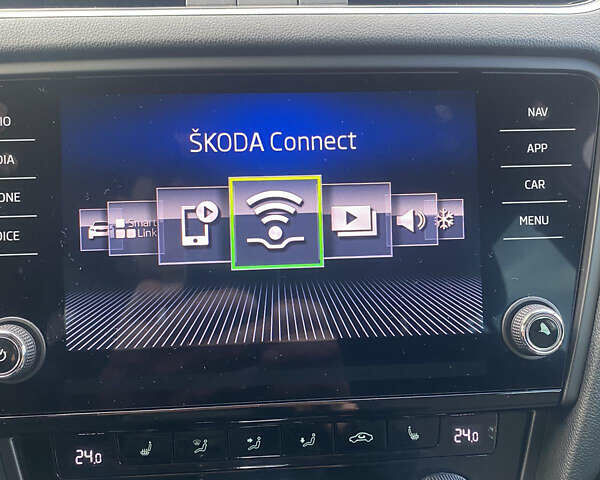 ŠKODA Connect
Smart
Link
NAV
APP
CAR
MENU
24.0
24.0